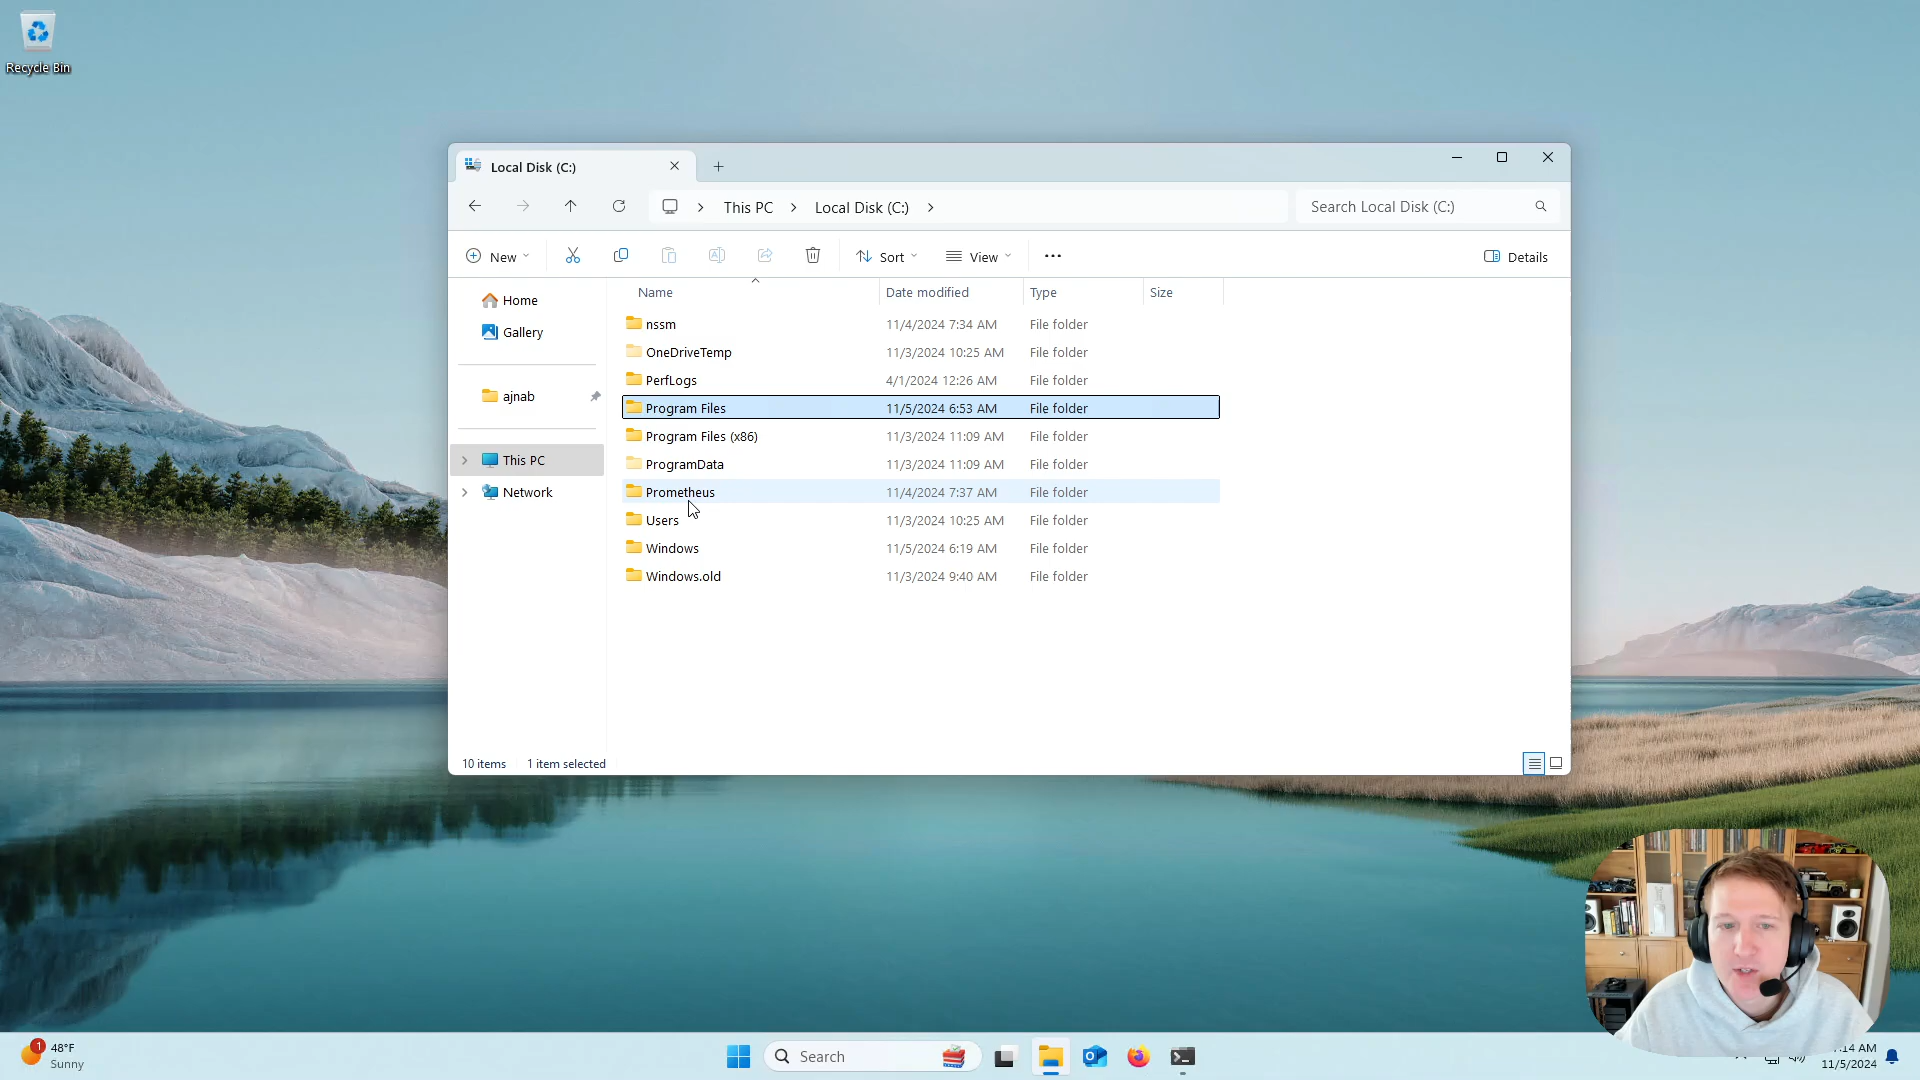 Recycle Bin
Local Disk (C:)
This PC
Local Disk (C:)
Search Local Disk (C:)
New
Sort
View
Details
Name
Date modified
Type
Size
Home
Gallery
ajnab
This PC
Network
nssm 11/4/2024 7:34 AM File folder
OneDriveTemp 11/3/2024 10:25 AM File folder
PerfLogs 4/1/2024 12:26 AM File folder
Program Files 11/5/2024 6:53 AM File folder
Program Files (x86) 11/3/2024 11:09 AM File folder
ProgramData 11/3/2024 11:09 AM File folder
Prometheus 11/4/2024 7:37 AM File folder
Users 11/3/2024 10:25 AM File folder
Windows 11/5/2024 6:19 AM File folder
Windows.old 11/3/2024 9:40 AM File folder
10 items 1 item selected
1
48°F
Sunny
Search
:14 AM
11/5/2024